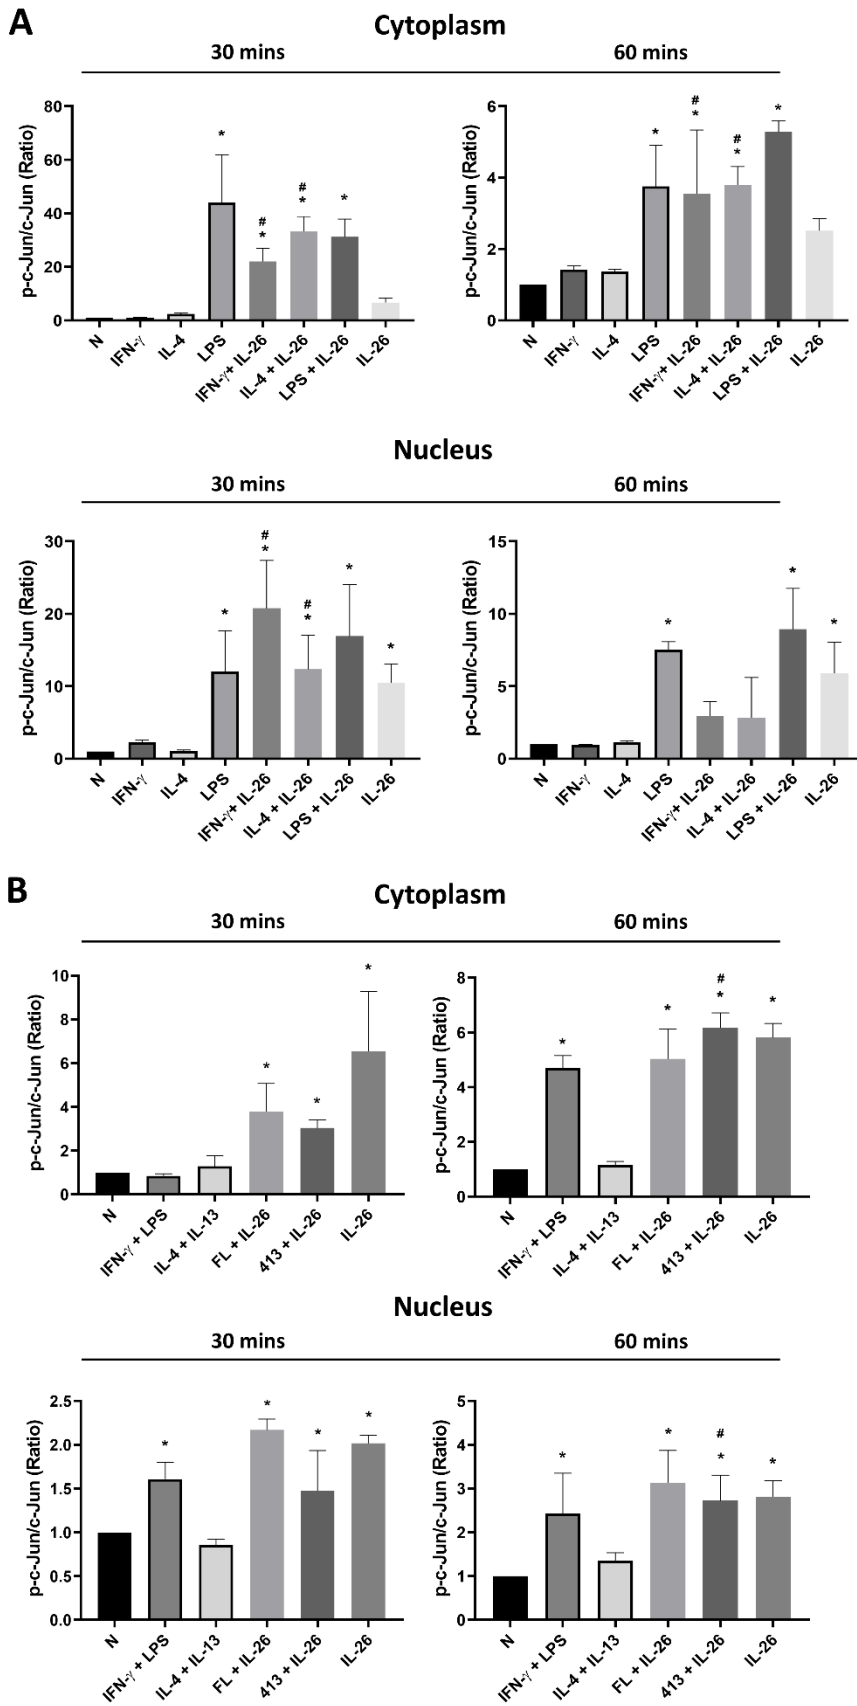 A
Cytoplasm
30 mins
60 mins
p-c-Jun/c-Jun (Ratio)
80
60
40
20
0
*
#
*
#
*
*
N
IFN-γ
IL-4
LPS
IFN-γ+ IL-26
IL-4 + IL-26
LPS + IL-26
IL-26
p-c-Jun/c-Jun (Ratio)
6
4
2
0
*
#
*
#
*
*
N
IFN-γ
IL-4
LPS
IFN-γ+ IL-26
IL-4 + IL-26
LPS + IL-26
IL-26
Nucleus
30 mins
60 mins
p-c-Jun/c-Jun (Ratio)
30
20
10
0
*
#
*
#
*
*
*
N
IFN-γ
IL-4
LPS
IFN-γ+ IL-26
IL-4 + IL-26
LPS + IL-26
IL-26
p-c-Jun/c-Jun (Ratio)
15
10
5
0
*
*
*
N
IFN-γ
IL-4
LPS
IFN-γ+ IL-26
IL-4 + IL-26
LPS + IL-26
IL-26
B
Cytoplasm
30 mins
60 mins
p-c-Jun/c-Jun (Ratio)
10
8
6
4
2
0
*
*
*
N
IFN-γ + LPS
IL-4 + IL-13
FL + IL-26
413 + IL-26
IL-26
p-c-Jun/c-Jun (Ratio)
8
6
4
2
0
*
*
#
*
*
N
IFN-γ + LPS
IL-4 + IL-13
FL + IL-26
413 + IL-26
IL-26
Nucleus
30 mins
60 mins
p-c-Jun/c-Jun (Ratio)
2.5
2.0
1.5
1.0
0.5
0.0
*
*
*
*
N
IFN-γ + LPS
IL-4 + IL-13
FL + IL-26
413 + IL-26
IL-26
p-c-Jun/c-Jun (Ratio)
5
4
3
2
1
0
*
*
#
*
*
N
IFN-γ + LPS
IL-4 + IL-13
FL + IL-26
413 + IL-26
IL-26